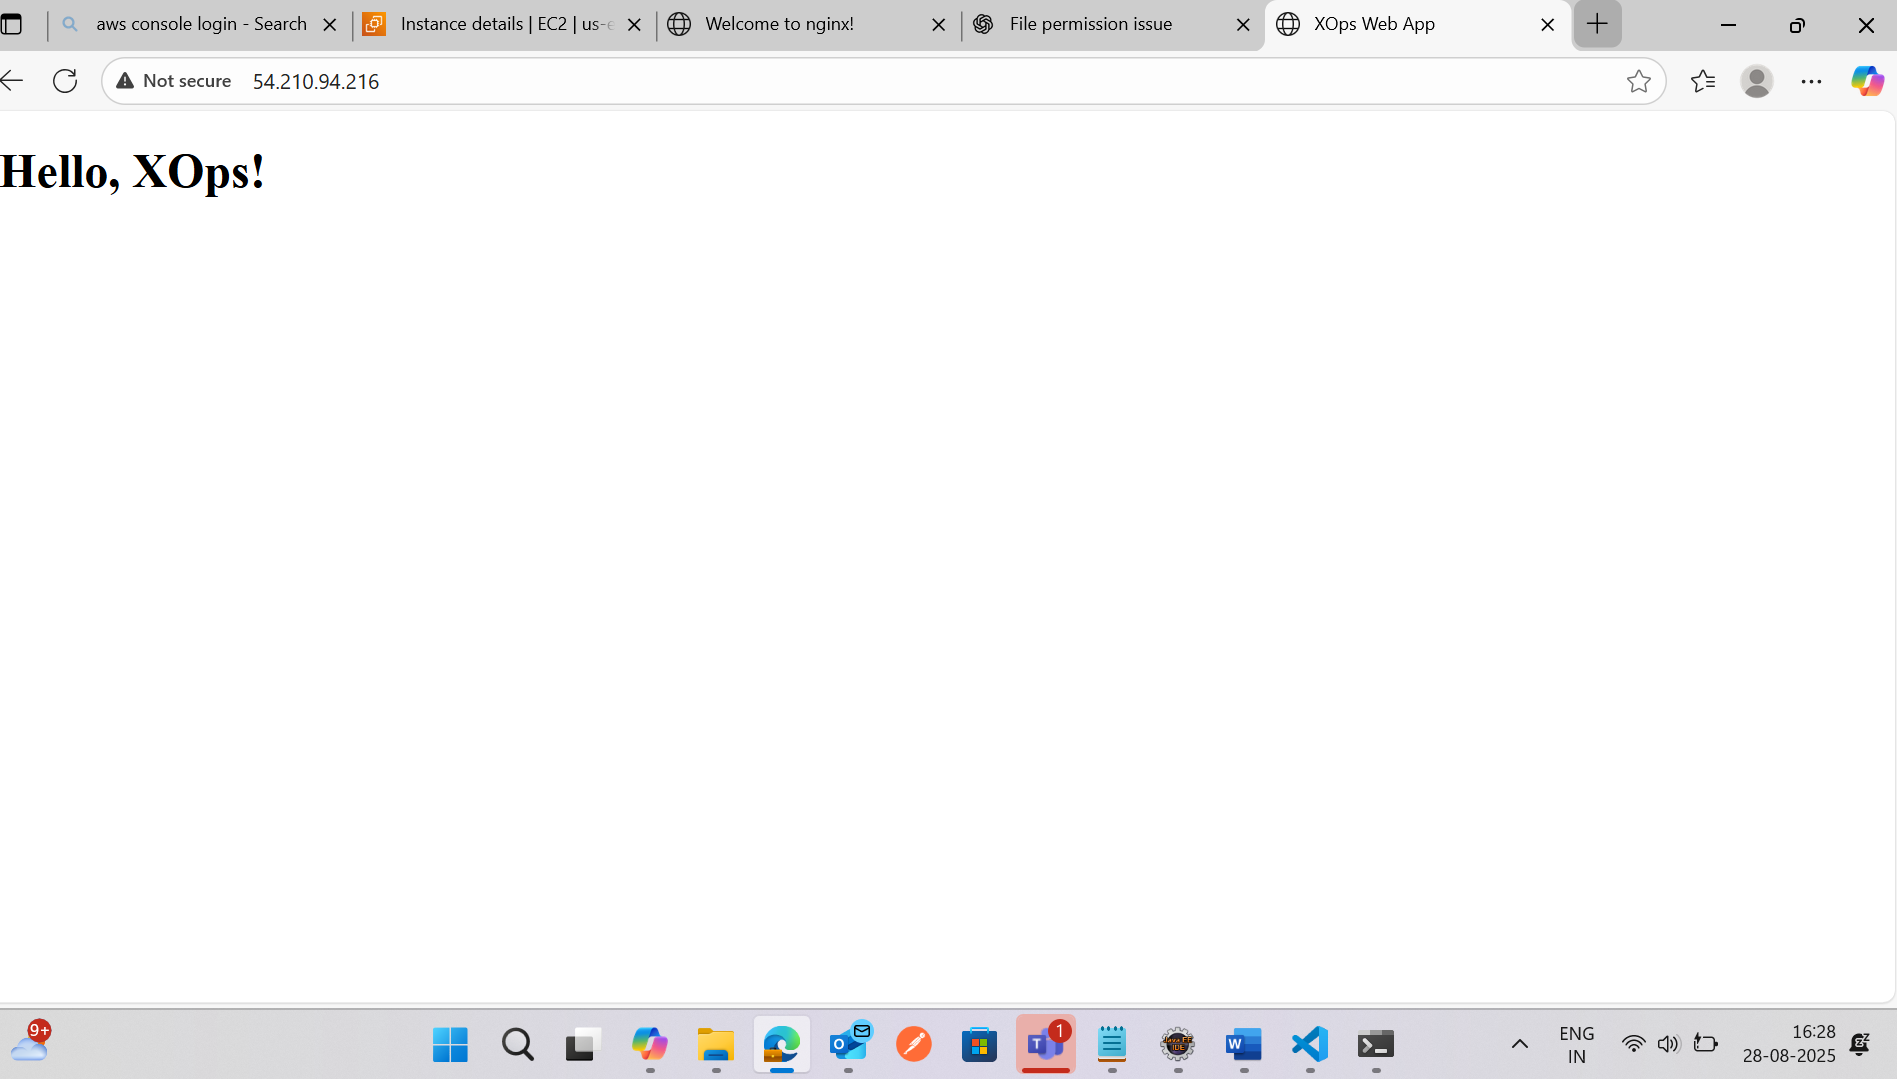 aws console login - Search
Instance details | EC2 | us-e
Welcome to nginx!
File permission issue
XOps Web App
Not secure
54.210.94.216
Hello, XOps!
9+
1
ENG
IN
16:28
28-08-2025